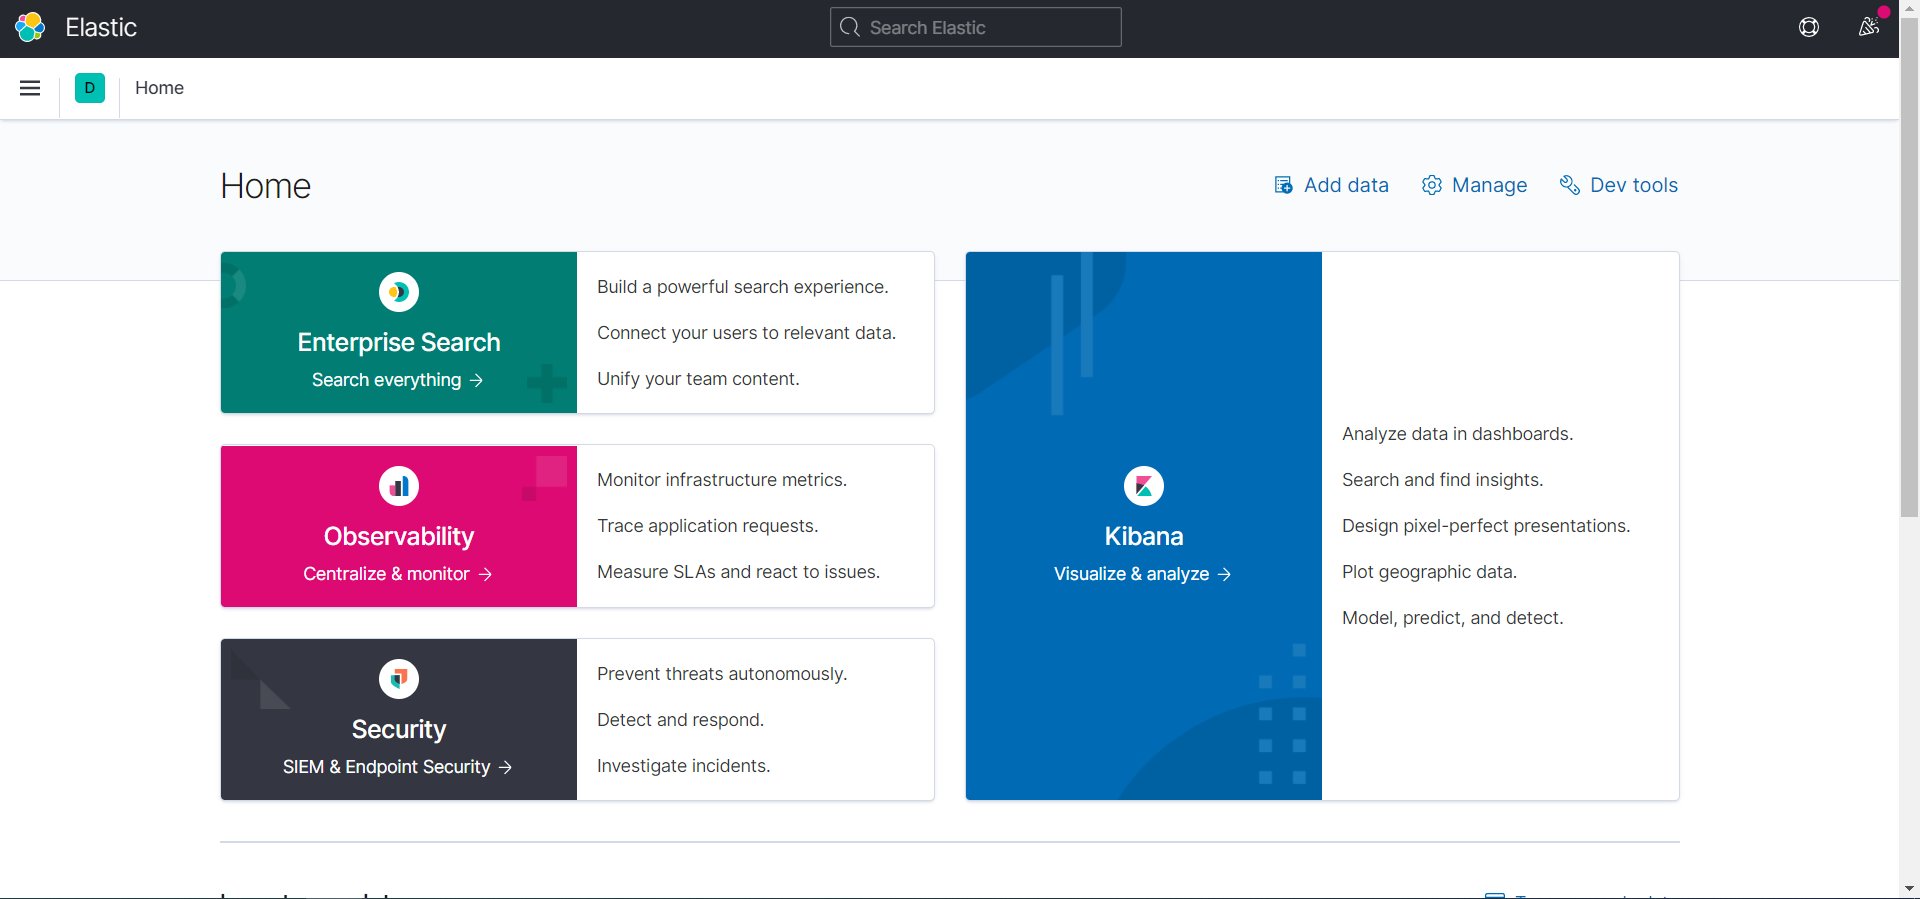 Elastic
Search Elastic
D
Home
Home
Add data
Manage
Dev tools
Enterprise Search
Search everything →
Build a powerful search experience.
Connect your users to relevant data.
Unify your team content.
Observability
Centralize & monitor →
Monitor infrastructure metrics.
Trace application requests.
Measure SLAs and react to issues.
Security
SIEM & Endpoint Security →
Prevent threats autonomously.
Detect and respond.
Investigate incidents.
Kibana
Visualize & analyze →
Analyze data in dashboards.
Search and find insights.
Design pixel-perfect presentations.
Plot geographic data.
Model, predict, and detect.